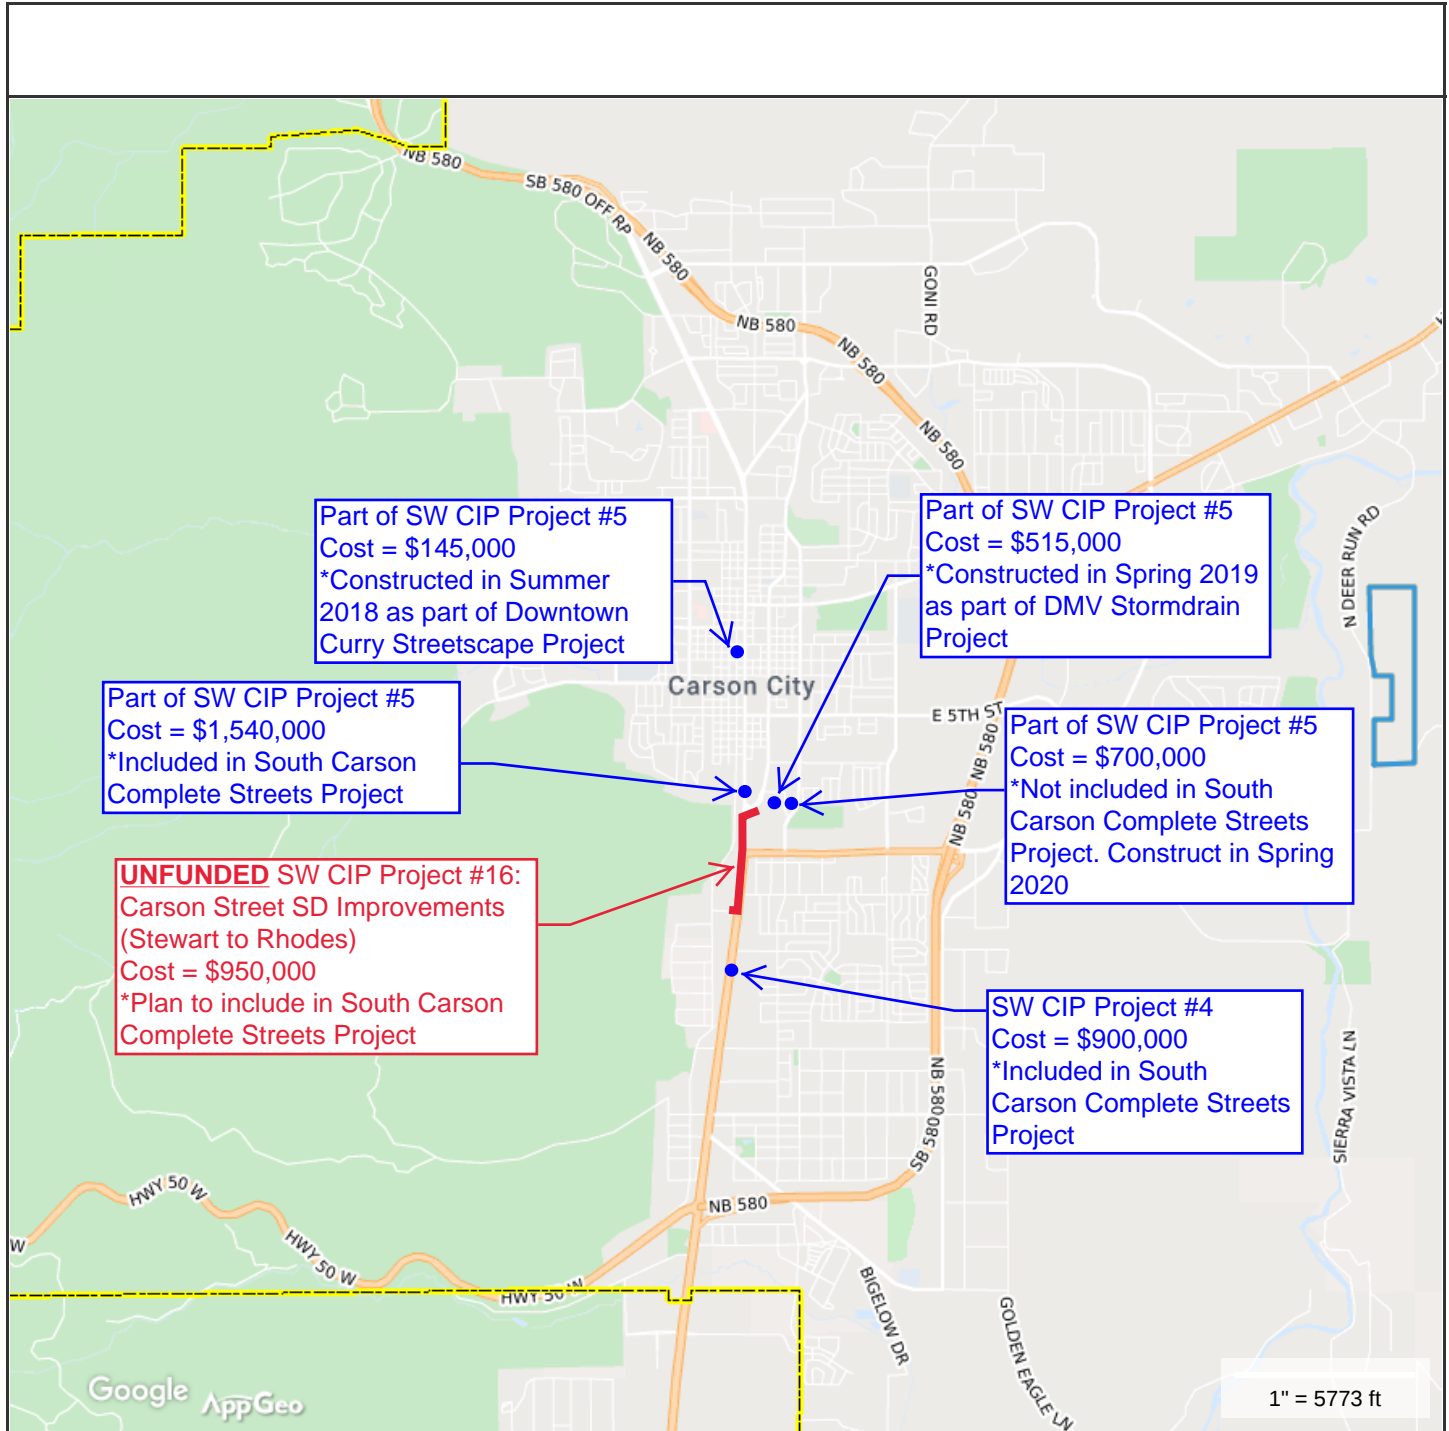 NB 580
SB 580 OFF RP
NB 580
GONI RD
NB 580
NB 580
NB 580
Part of SW CIP Project #5
Cost = $145,000
*Constructed in Summer
2018 as part of Downtown
Curry Streetscape Project
Part of SW CIP Project #5
Cost = $515,000
*Constructed in Spring 2019
as part of DMV Stormdrain
Project
N DEER RUN RD
Carson City
Part of SW CIP Project #5
Cost = $1,540,000
*Included in South Carson
Complete Streets Project
E 5TH ST
NB 580
NB 580
Part of SW CIP Project #5
Cost = $700,000
*Not included in South
Carson Complete Streets
Project. Construct in Spring
2020
UNFUNDED SW CIP Project #16:
Carson Street SD Improvements
(Stewart to Rhodes)
Cost = $950,000
*Plan to include in South Carson
Complete Streets Project
SW CIP Project #4
Cost = $900,000
*Included in South
Carson Complete Streets
Project
NB 580
SB 580
SIERRA VISTA LN
HWY 50 W
NB 580
W
HWY 50 W
HWY 50 W
BIGELOW DR
GOLDEN EAGLE LN
Google
AppGeo
1" = 5773 ft